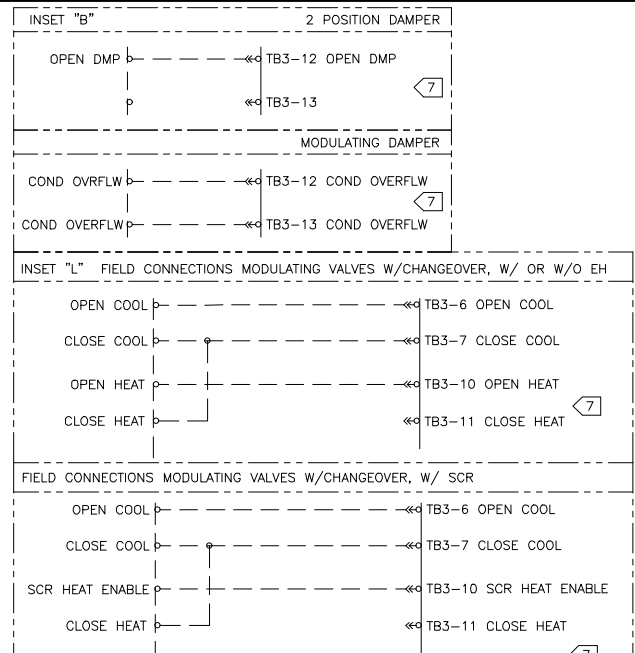 INSET "B" 2 POSITION DAMPER
OPEN DMP TB3-12 OPEN DMP
7
TB3-13
MODULATING DAMPER
COND OVRFLW TB3-12 COND OVERFLW
7
COND OVERFLW TB3-13 COND OVERFLW
INSET "L" FIELD CONNECTIONS MODULATING VALVES W/CHANGEOVER, W/ OR W/O EH
OPEN COOL TB3-6 OPEN COOL
CLOSE COOL TB3-7 CLOSE COOL
OPEN HEAT TB3-10 OPEN HEAT
7
CLOSE HEAT TB3-11 CLOSE HEAT
FIELD CONNECTIONS MODULATING VALVES W/CHANGEOVER, W/ SCR
OPEN COOL TB3-6 OPEN COOL
CLOSE COOL TB3-7 CLOSE COOL
SCR HEAT ENABLE TB3-10 SCR HEAT ENABLE
CLOSE HEAT TB3-11 CLOSE HEAT
7